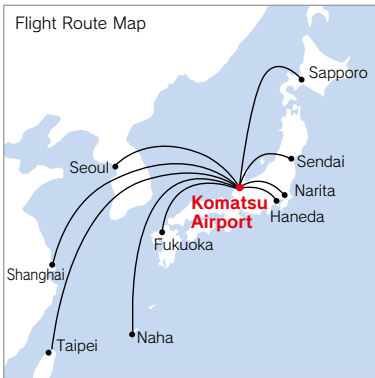 Flight Route Map
Sapporo
Sendai
Seoul
Narita
Komatsu
Airport
Haneda
Fukuoka
Shanghai
Naha
Taipei